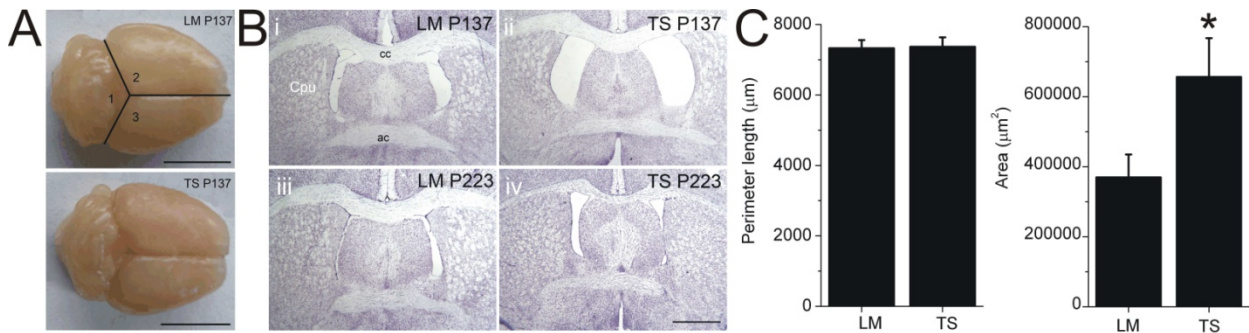 A
LM P137
1
2
3
TS P137
B
i
LM P137
cc
Cpu
ac
ii
TS P137
iii
LM P223
iv
TS P223
C
Perimeter length (µm)
8000
6000
4000
2000
0
LM
TS
Area (µm²)
800000
600000
400000
200000
0
*
LM
TS